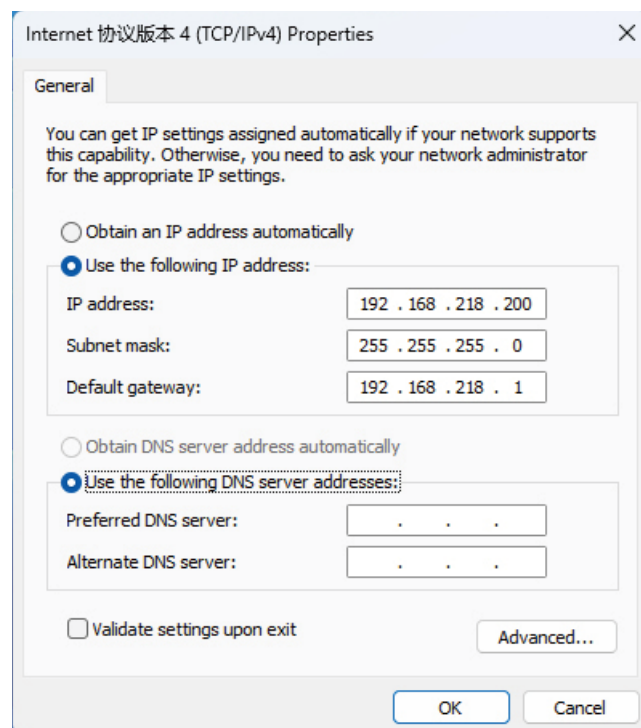 Internet 协议版本 4 (TCP/IPv4) Properties
General
You can get IP settings assigned automatically if your network supports
this capability. Otherwise, you need to ask your network administrator
for the appropriate IP settings.
Obtain an IP address automatically
Use the following IP address:
IP address: 192 . 168 . 218 . 200
Subnet mask: 255 . 255 . 255 . 0
Default gateway: 192 . 168 . 218 . 1
Obtain DNS server address automatically
Use the following DNS server addresses:
Preferred DNS server: . . .
Alternate DNS server: . . .
Validate settings upon exit
Advanced...
OK Cancel